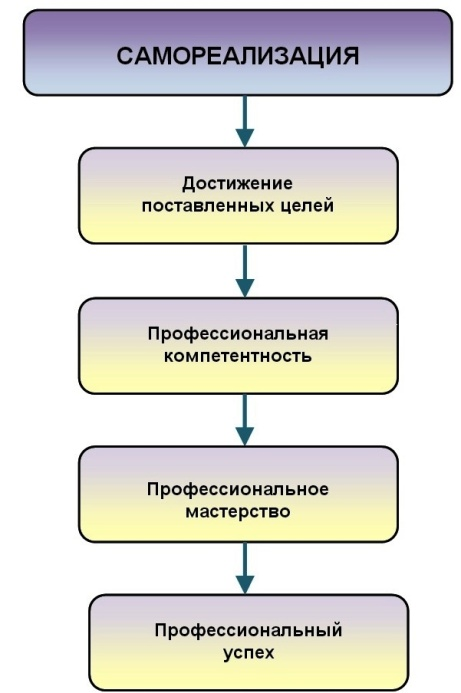 САМОРЕАЛИЗАЦИЯ
Достижение
поставленных целей
Профессиональная
компетентность
Профессиональное
мастерство
Профессиональный
успех